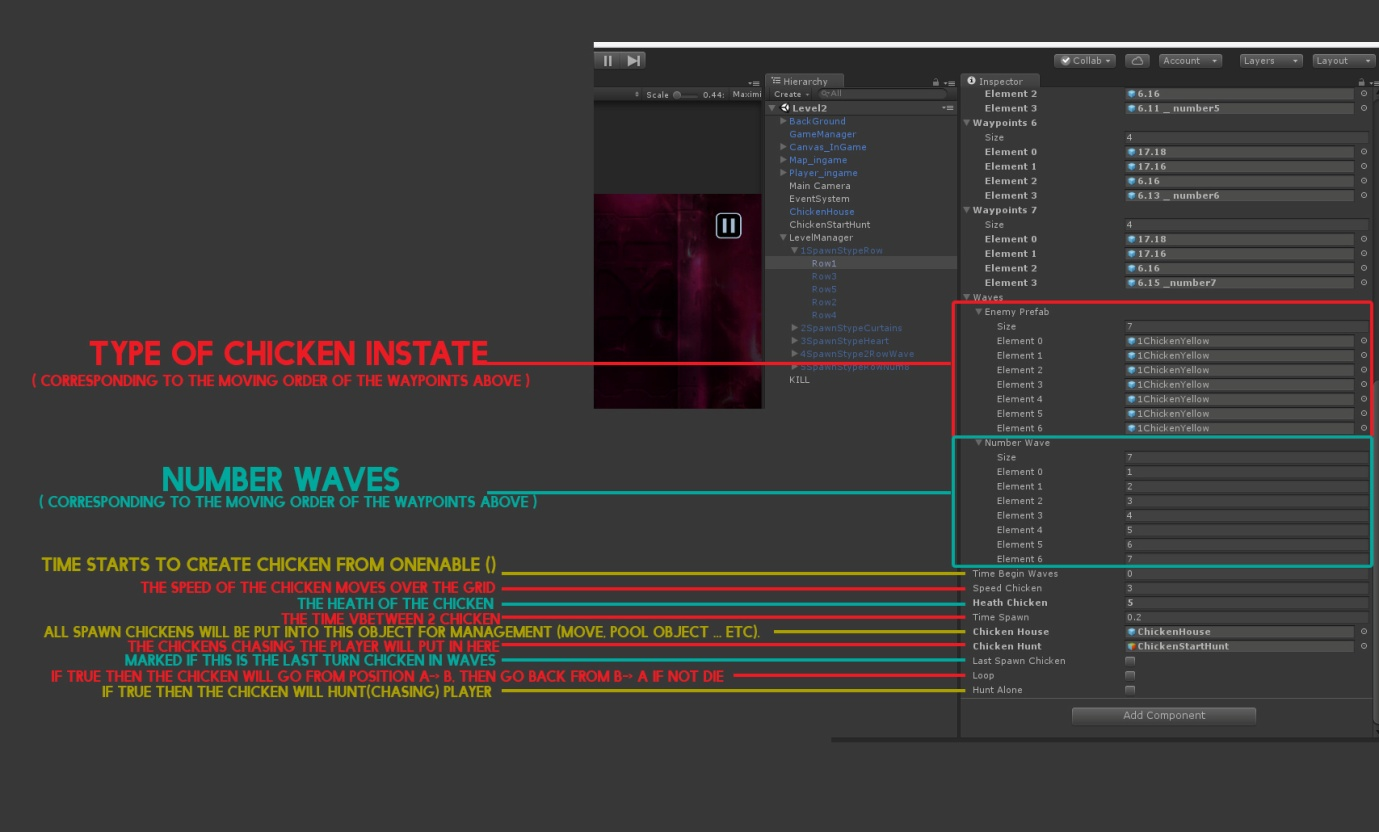 Collab
Account
Layers
Layout
Hierarchy
Inspector
Scale
0.44:
Maximi
Create
All
Element 2 6.16
Element 3 6.11 _ number5
Level2
BackGround
GameManager
Canvas_InGame
Map_ingame
Player_ingame
Main Camera
EventSystem
ChickenHouse
ChickenStartHunt
LevelManager
1SpawnStypeRow
Row1
Row3
Row5
Row2
Row4
2SpawnStypeCurtains
3SpawnStypeHeart
4SpawnStype2RowWave
5SpawnStypeRowNums
KILL
Waypoints 6
Size 4
Element 0 17.18
Element 1 17.16
Element 2 6.16
Element 3 6.13 _ number6
Waypoints 7
Size 4
Element 0 17.18
Element 1 17.16
Element 2 6.16
Element 3 6.15 _number7
Waves
Enemy Prefab
Size 7
Element 0 1ChickenYellow
Element 1 1ChickenYellow
Element 2 1ChickenYellow
Element 3 1ChickenYellow
Element 4 1ChickenYellow
Element 5 1ChickenYellow
Element 6 1ChickenYellow
Number Wave
Size 7
Element 0 1
Element 1 2
Element 2 3
Element 3 4
Element 4 5
Element 5 6
Element 6 7
Time Begin Waves 0
Speed Chicken 3
Heath Chicken 5
Time Spawn 0.2
Chicken House ChickenHouse
Chicken Hunt ChickenStartHunt
Last Spawn Chicken
Loop
Hunt Alone
Add Component
TYPE OF CHICKEN INSTATE
( CORRESPONDING TO THE MOVING ORDER OF THE WAYPOINTS ABOVE )
NUMBER WAVES
( CORRESPONDING TO THE MOVING ORDER OF THE WAYPOINTS ABOVE )
TIME STARTS TO CREATE CHICKEN FROM ONENABLE ()
THE SPEED OF THE CHICKEN MOVES OVER THE GRID
THE HEATH OF THE CHICKEN
THE TIME VBETWEEN 2 CHICKEN
ALL SPAWN CHICKENS WILL BE PUT INTO THIS OBJECT FOR MANAGEMENT (MOVE, POOL OBJECT ... ETC).
THE CHICKENS CHASING THE PLAYER WILL PUT IN HERE
MARKED IF THIS IS THE LAST TURN CHICKEN IN WAVES
IF TRUE THEN THE CHICKEN WILL GO FROM POSITION A-> B, THEN GO BACK FROM B-> A IF NOT DIE
IF TRUE THEN THE CHICKEN WILL HUNT(CHASING) PLAYER